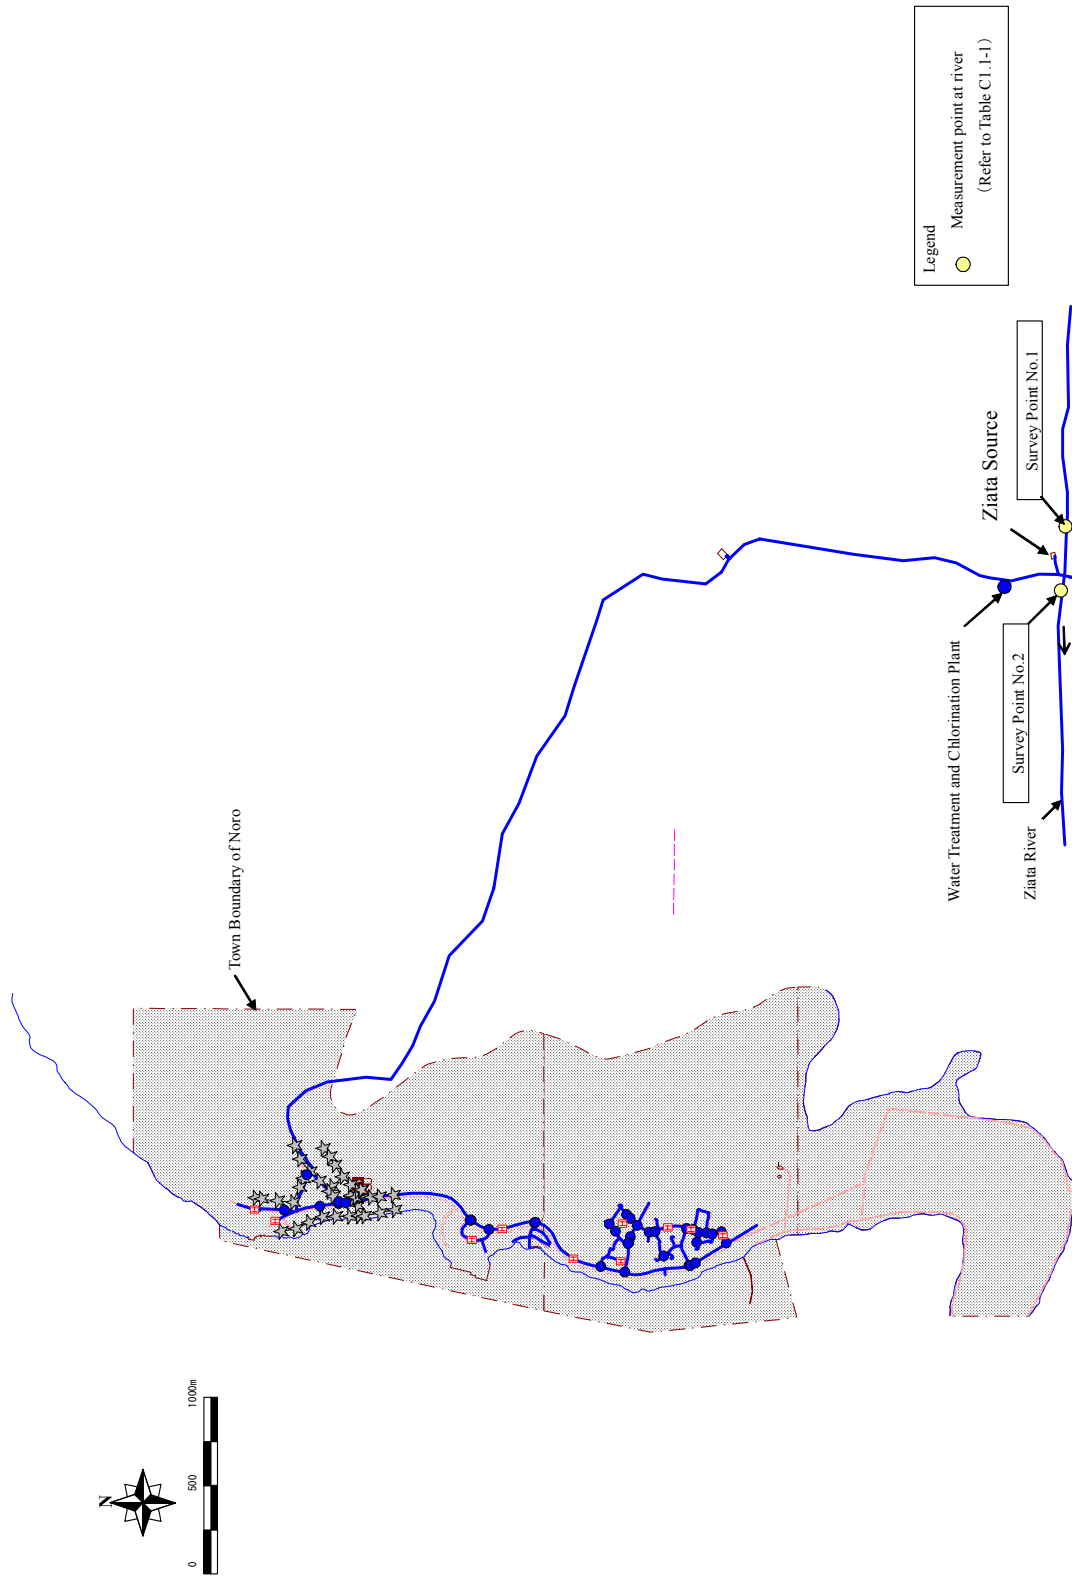 Legend
Measurement point at river
(Refer to Table C1.1-1)
Survey Point No.1
Ziata Source
Water Treatment and Chlorination Plant
Survey Point No.2
Ziata River
Town Boundary of Noro
N
0
500
1000m